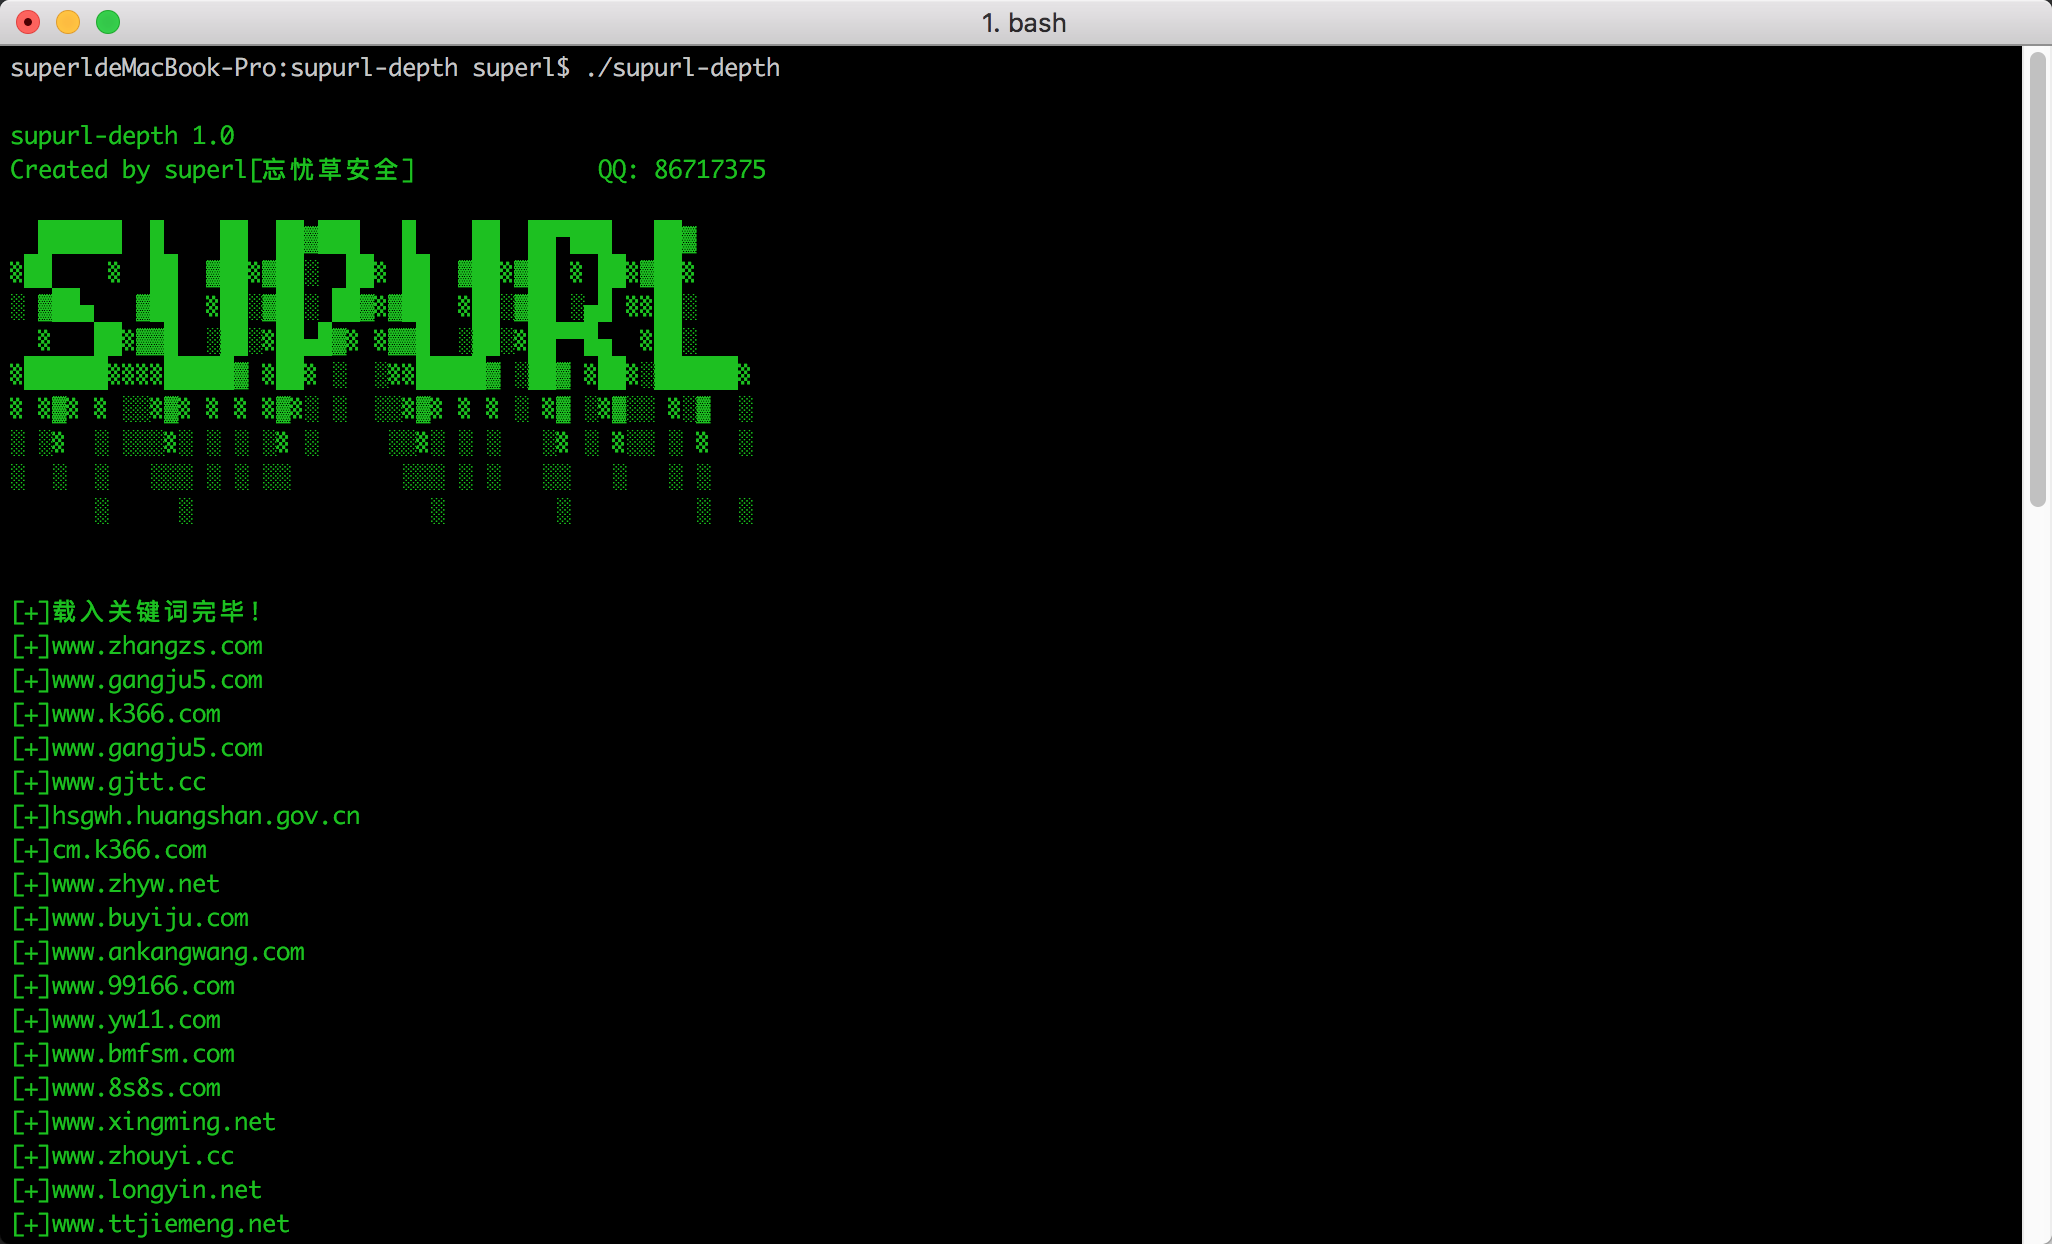 1. bash
superldeMacBook-Pro:supurl-depth superl$ ./supurl-depth
supurl-depth 1.0
Created by superl[忘忧草安全] QQ: 86717375
SUPURL
[+]载入关键词完毕!
[+]www.zhangzs.com
[+]www.gangju5.com
[+]www.k366.com
[+]www.gangju5.com
[+]www.gjtt.cc
[+]hsgwh.huangshan.gov.cn
[+]cm.k366.com
[+]www.zhyw.net
[+]www.buyiju.com
[+]www.ankangwang.com
[+]www.99166.com
[+]www.yw11.com
[+]www.bmfsm.com
[+]www.8s8s.com
[+]www.xingming.net
[+]www.zhouyi.cc
[+]www.longyin.net
[+]www.ttjiemeng.net